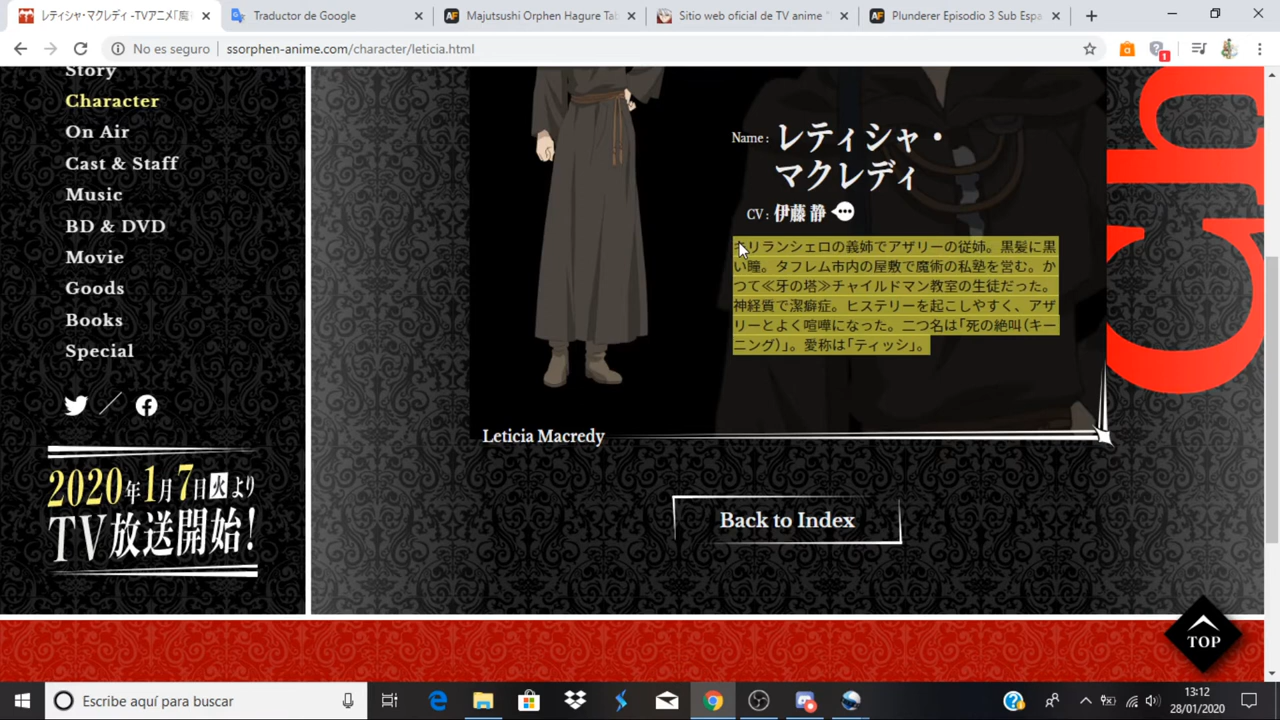 レティシャ・マクレディ -TVアニメ「魔
Traductor de Google
Majutsushi Orphen Hagure Tab
Sitio web oficial de TV anime "
Plunderer Episodio 3 Sub Espa
No es seguro
ssorphen-anime.com/character/leticia.html
1
Story
Character
On Air
Cast & Staff
Music
BD & DVD
Movie
Goods
Books
Special
2020年1月7日火より
TV放送開始!
Name :
レティシャ・
マクレディ
CV : 伊藤 静
リランシェロの義姉でアザリーの従姉。黒髪に黒
い瞳。タフレム市内の屋敷で魔術の私塾を営む。か
つて≪牙の塔≫チャイルドマン教室の生徒だった。
神経質で潔癖症。ヒステリーを起こしやすく、アザ
リーとよく喧嘩になった。二つ名は「死の絶叫（キー
ニング）」。愛称は「ティッシ」。
Leticia Macredy
Back to Index
TOP
Escribe aquí para buscar
13:12
28/01/2020